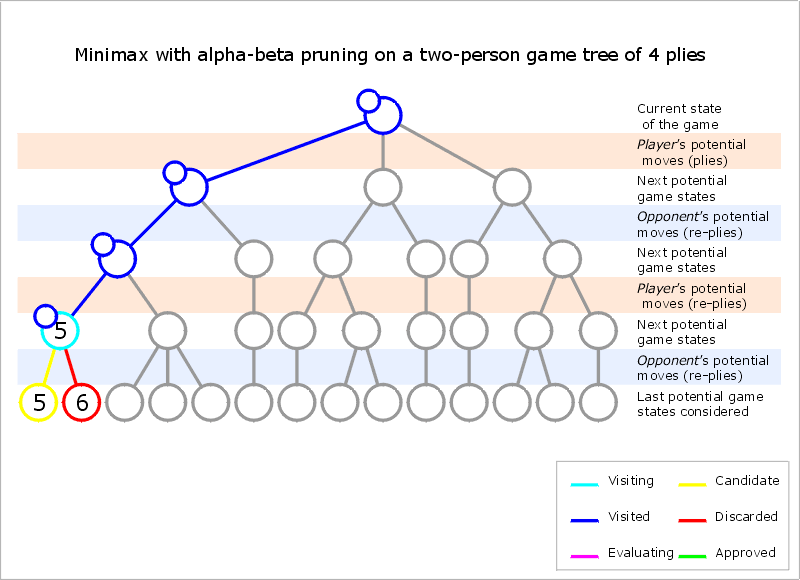 Minimax with alpha-beta pruning on a two-person game tree of 4 plies
Current state
of the game
Player's potential
moves (plies)
Next potential
game states
Opponent's potential
moves (re-plies)
Next potential
game states
Player's potential
moves (re-plies)
5
Next potential
game states
Opponent's potential
moves (re-plies)
5 6
Last potential game
states considered
Visiting Candidate
Visited Discarded
Evaluating Approved